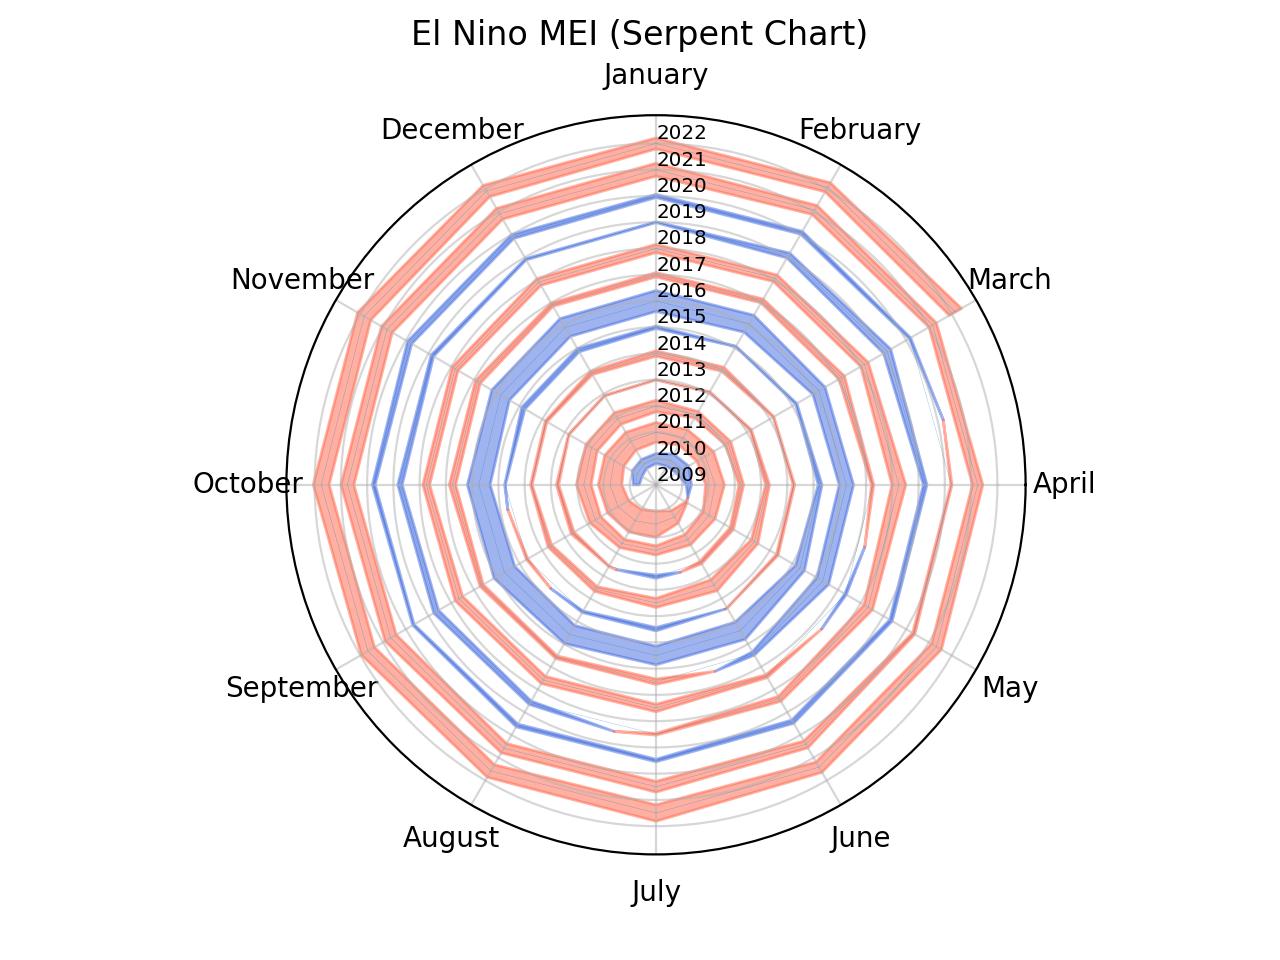 El Nino MEI (Serpent Chart)
January
December
February
November
March
October
April
September
May
August
June
July
2022
2021
2020
2019
2018
2017
2016
2015
2014
2013
2012
2011
2010
2009